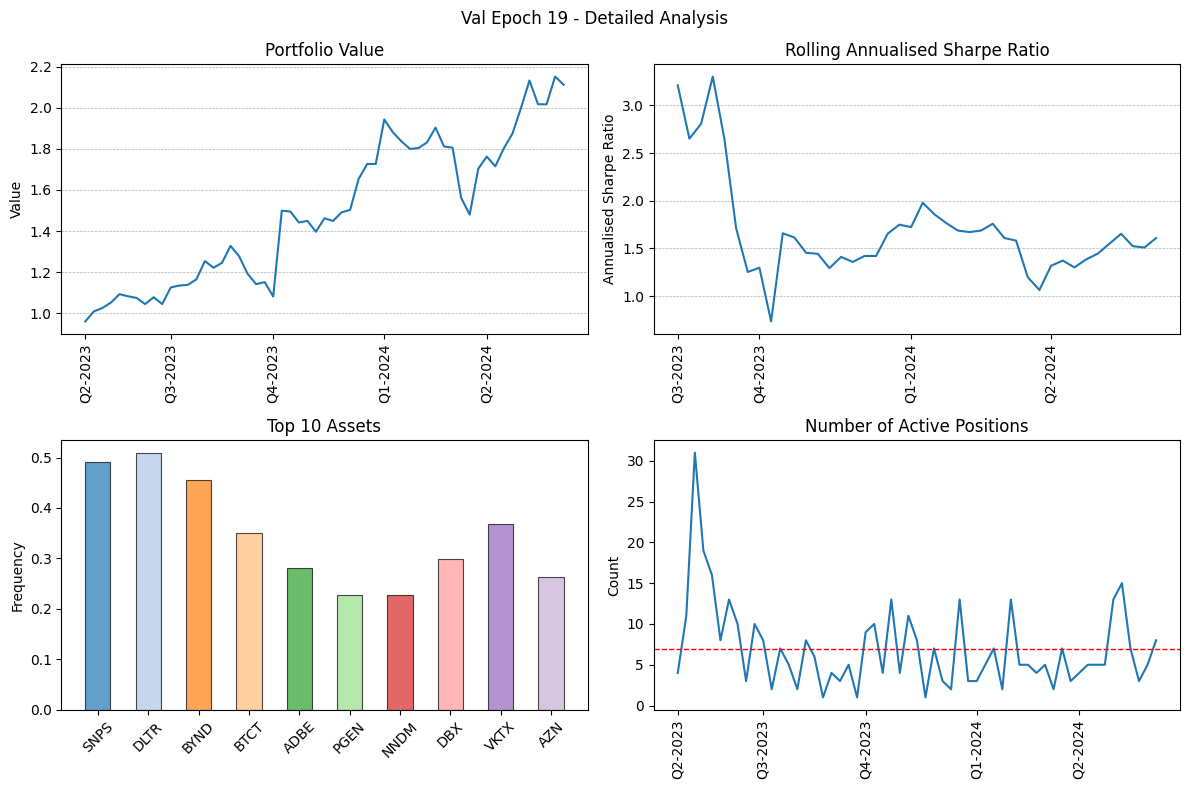 Val Epoch 19 - Detailed Analysis
Portfolio Value
Value
2.2
2.0
1.8
1.6
1.4
1.2
1.0
Q2-2023
Q3-2023
Q4-2023
Q1-2024
Q2-2024
Rolling Annualised Sharpe Ratio
Annualised Sharpe Ratio
3.0
2.5
2.0
1.5
1.0
Q3-2023
Q4-2023
Q1-2024
Q2-2024
Top 10 Assets
Frequency
0.5
0.4
0.3
0.2
0.1
0.0
SNPS
DLTR
BYND
BTCT
ADBE
PGEN
NNDM
DBX
VKTX
AZN
Number of Active Positions
Count
30
25
20
15
10
5
0
Q2-2023
Q3-2023
Q4-2023
Q1-2024
Q2-2024